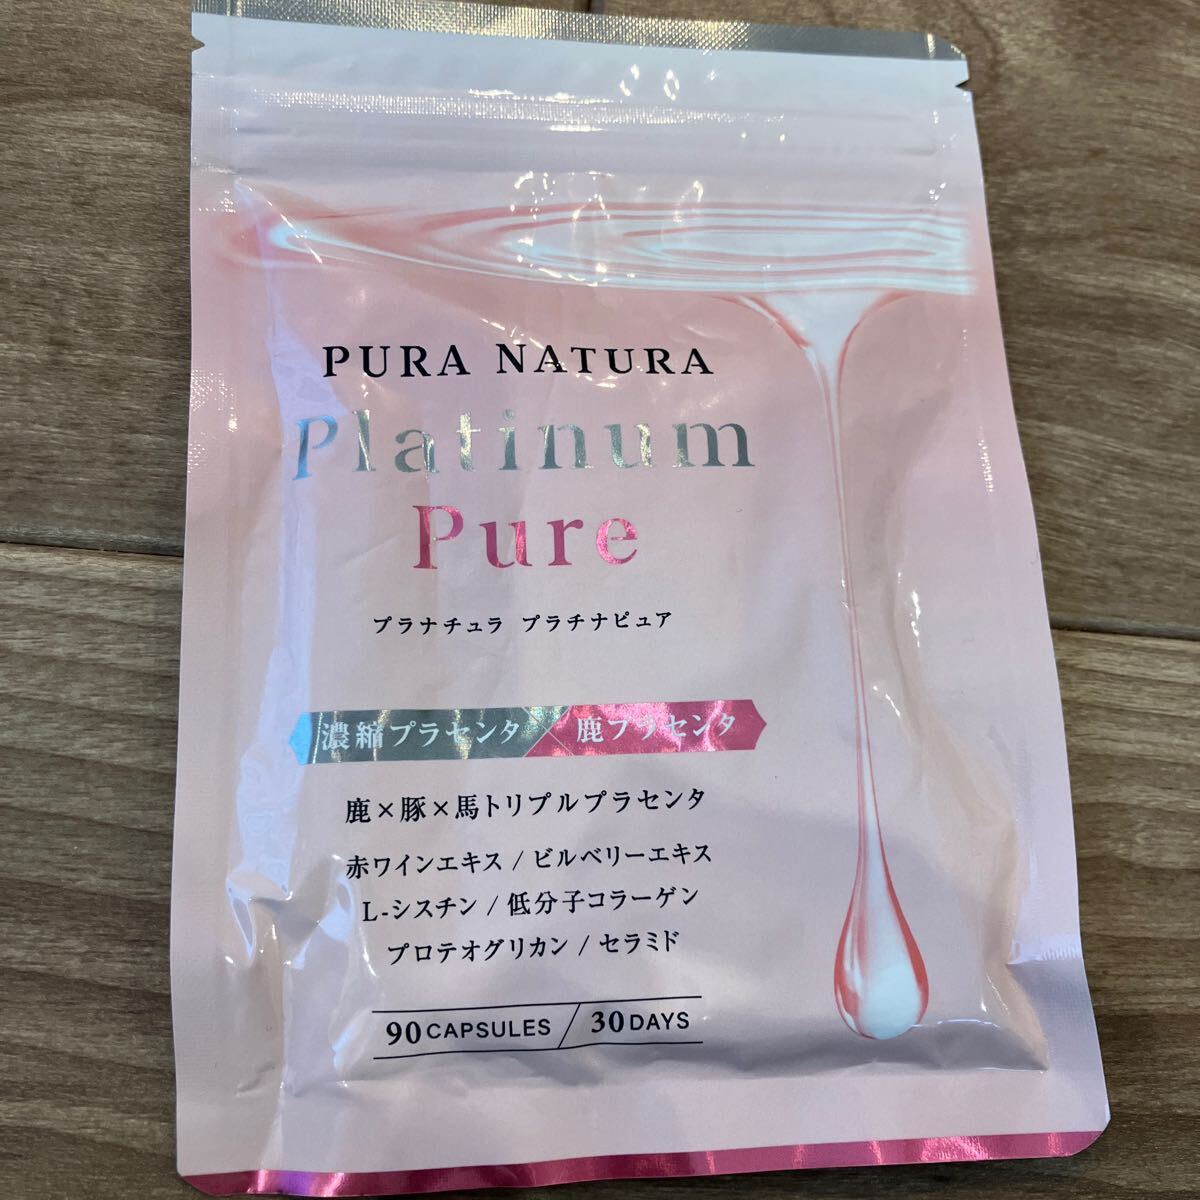 PURA NATURA
Platinum
Pure
プラナチュラ プラチナピュア
濃縮プラセンタ 鹿プラセンタ
鹿×豚×馬トリプルプラセンタ
赤ワインエキス / ビルベリーエキス
L-シスチン / 低分子コラーゲン
プロテオグリカン / セラミド
90 CAPSULES / 30 DAYS